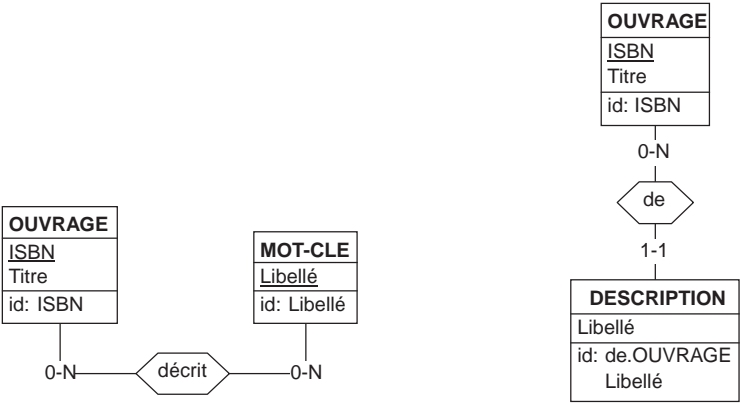 OUVRAGE
ISBN
Titre
id: ISBN
0-N
décrit
0-N
MOT-CLE
Libellé
id: Libellé
OUVRAGE
ISBN
Titre
id: ISBN
0-N
de
1-1
DESCRIPTION
Libellé
id: de.OUVRAGE
Libellé